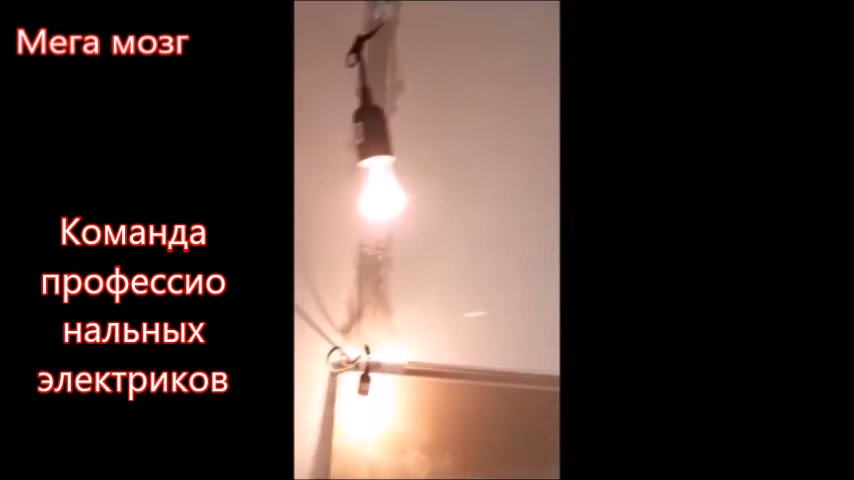 Мега мозг
Команда
профессио
нальных
электриков